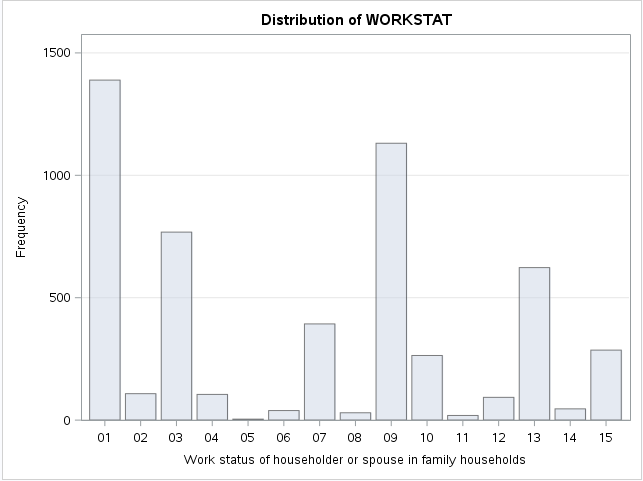 Distribution of WORKSTAT
1500
1000
500
0
Frequency
01 02 03 04 05 06 07 08 09 10 11 12 13 14 15
Work status of householder or spouse in family households